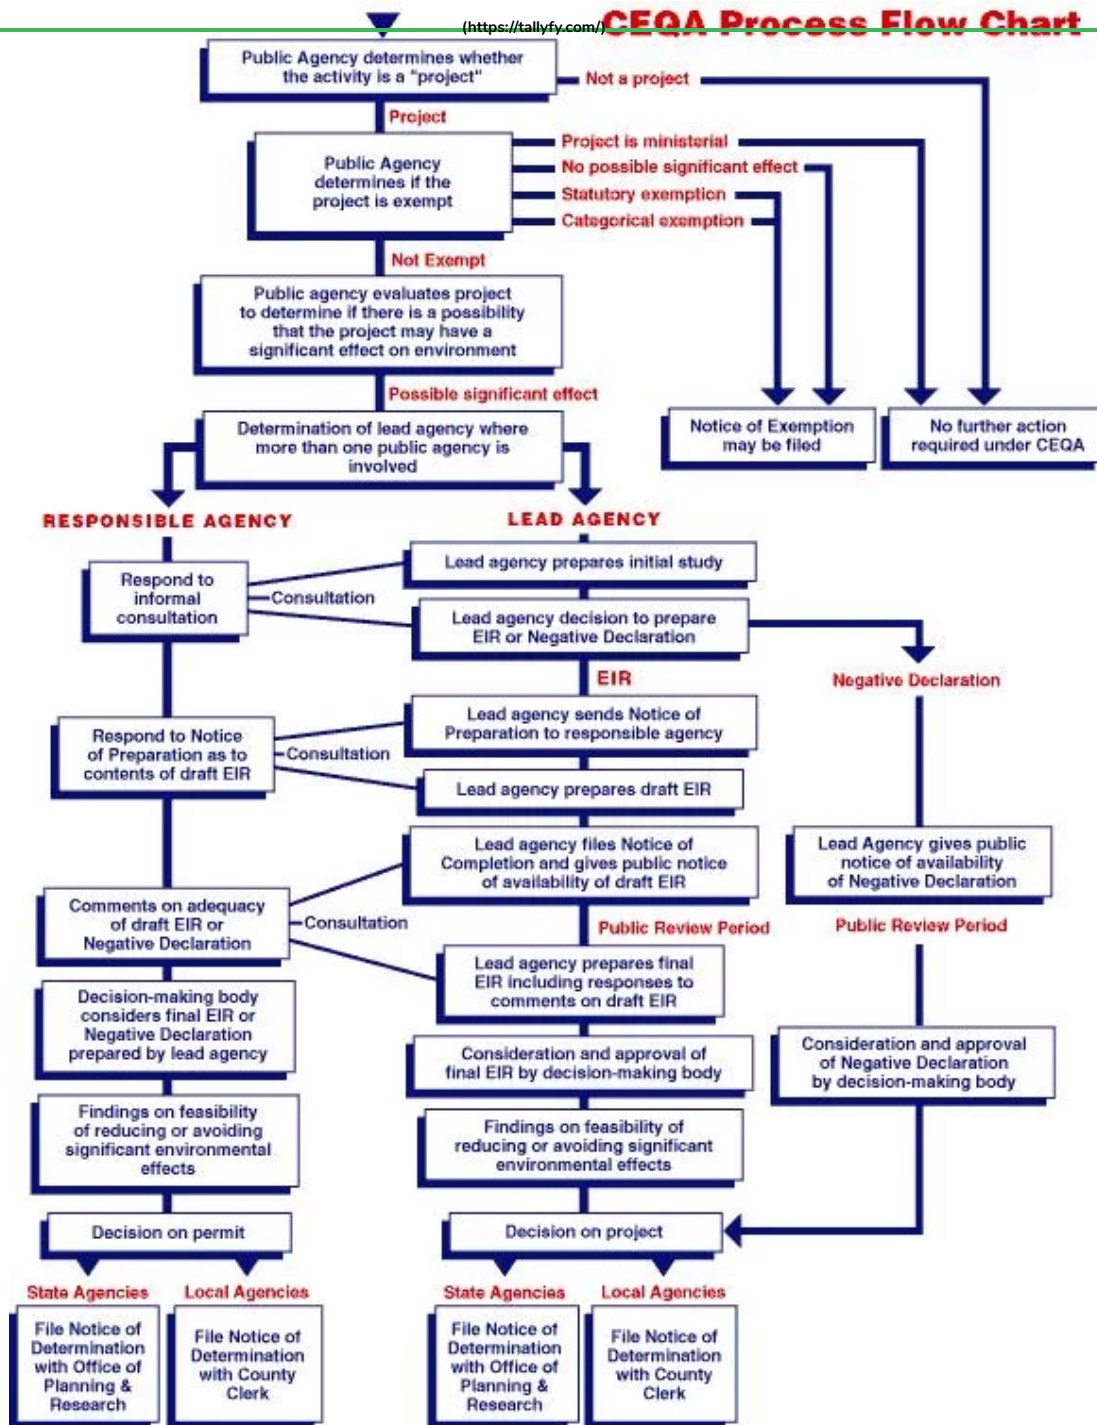 (https://tallyfy.com/)
CEQA Process Flow Chart
Public Agency determines whether
the activity is a "project"
Not a project
Project
Public Agency
determines if the
project is exempt
Project is ministerial
No possible significant effect
Statutory exemption
Categorical exemption
Not Exempt
Public agency evaluates project
to determine if there is a possibility
that the project may have a
significant effect on environment
Possible significant effect
Determination of lead agency where
more than one public agency is
involved
Notice of Exemption
may be filed
No further action
required under CEQA
RESPONSIBLE AGENCY
LEAD AGENCY
Respond to
informal
consultation
Consultation
Lead agency prepares initial study
Lead agency decision to prepare
EIR or Negative Declaration
EIR
Negative Declaration
Respond to Notice
of Preparation as to
contents of draft EIR
Consultation
Lead agency sends Notice of
Preparation to responsible agency
Lead agency prepares draft EIR
Lead agency files Notice of
Completion and gives public notice
of availability of draft EIR
Lead Agency gives public
notice of availability
of Negative Declaration
Comments on adequacy
of draft EIR or
Negative Declaration
Consultation
Public Review Period
Public Review Period
Lead agency prepares final
EIR including responses to
comments on draft EIR
Decision-making body
considers final EIR or
Negative Declaration
prepared by lead agency
Consideration and approval of
final EIR by decision-making body
Consideration and approval
of Negative Declaration
by decision-making body
Findings on feasibility
of reducing or avoiding
significant environmental
effects
Findings on feasibility of
reducing or avoiding significant
environmental effects
Decision on permit
Decision on project
State Agencies
Local Agencies
State Agencies
Local Agencies
File Notice of
Determination
with Office of
Planning &
Research
File Notice of
Determination
with County
Clerk
File Notice of
Determination
with Office of
Planning &
Research
File Notice of
Determination
with County
Clerk